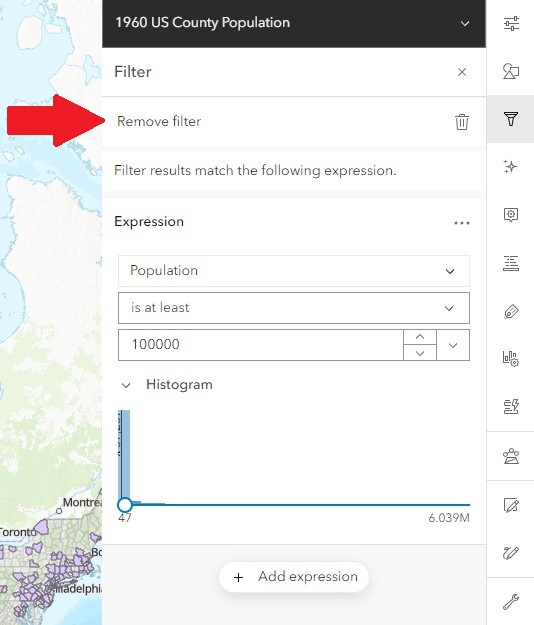 1960 US County Population
Filter
Remove filter
Filter results match the following expression.
Expression
Population
is at least
100000
Histogram
47
6.039M
Add expression
Montrea
Toronto
Bo
iladelphi